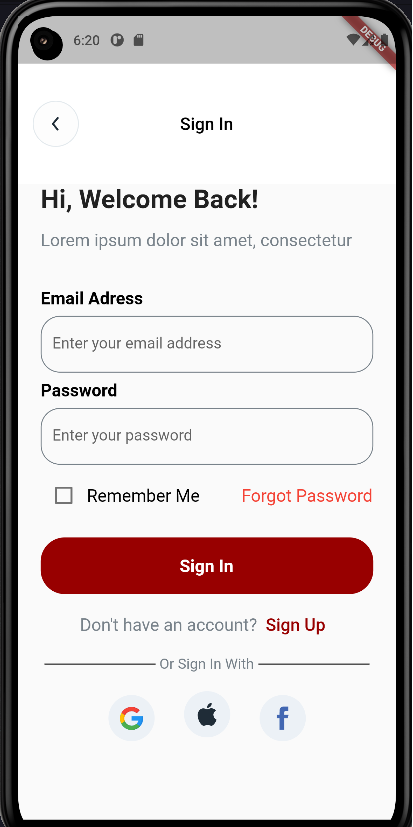 6:20
DEBUG
Sign In
Hi, Welcome Back!
Lorem ipsum dolor sit amet, consectetur
Email Adress
Enter your email address
Password
Enter your password
Remember Me Forgot Password
Sign In
Don't have an account? Sign Up
Or Sign In With